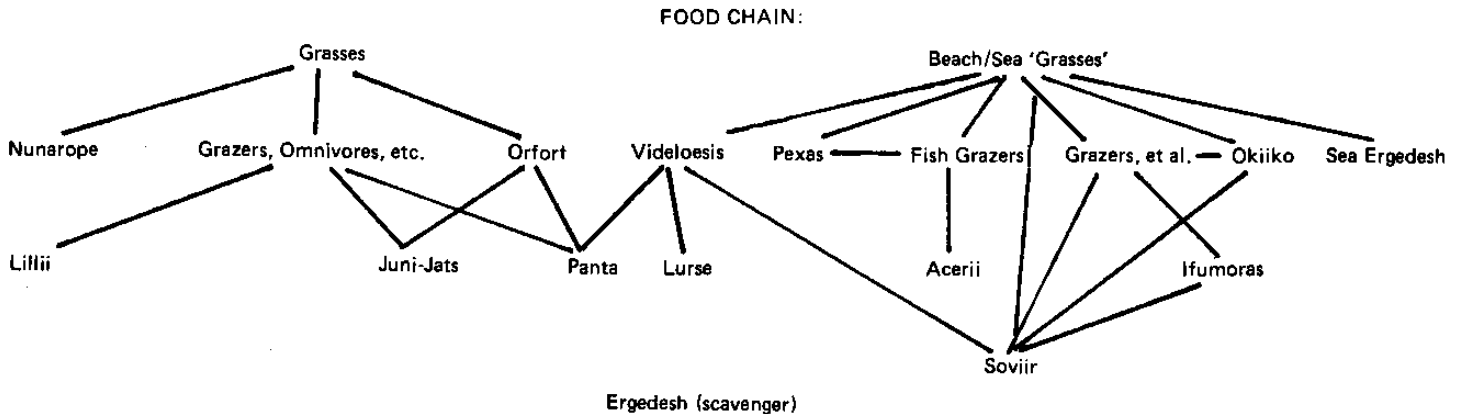 FOOD CHAIN:
Grasses
Beach/Sea 'Grasses'
Nunarope
Grazers, Omnivores, etc.
Orfort
Videloesis
Pexas
Fish Grazers
Grazers, et al.
Okiiko
Sea Ergedesh
Lillii
Juni-Jats
Panta
Lurse
Acerii
Ifumoras
Soviir
Ergedesh (scavenger)